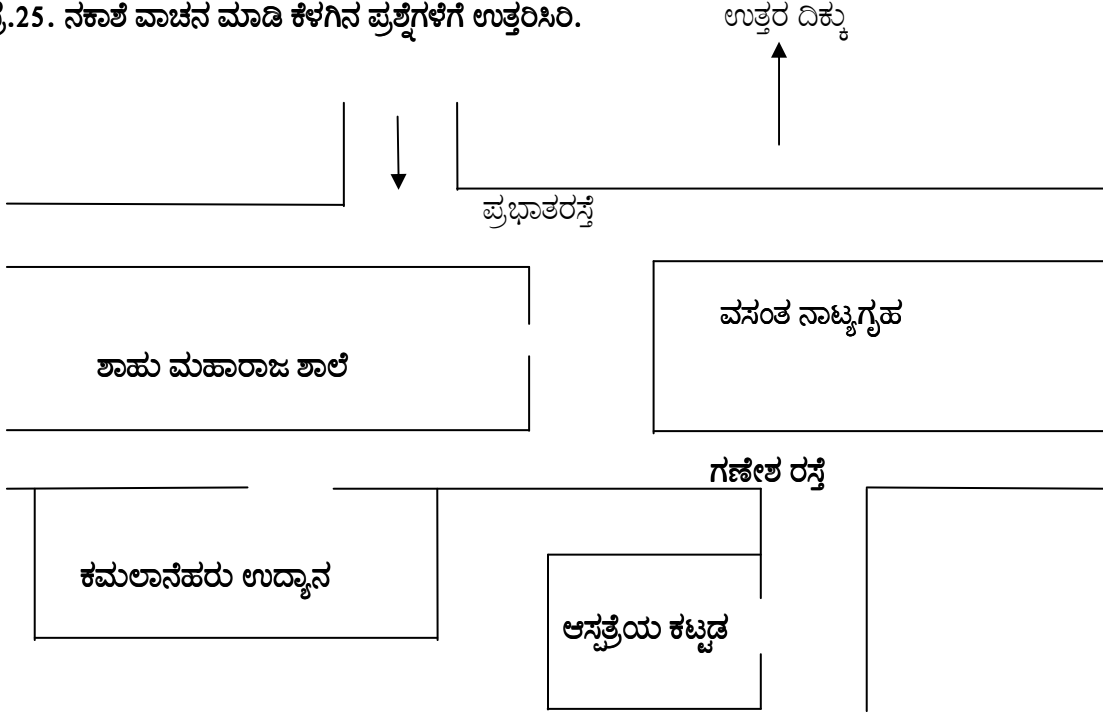 ಪ್ರ.25. ನಕಾಶೆ ವಾಚನ ಮಾಡಿ ಕೆಳಗಿನ ಪ್ರಶ್ನೆಗಳಿಗೆ ಉತ್ತರಿಸಿರಿ.
ಉತ್ತರ ದಿಕ್ಕು
ಪ್ರಭಾತರಸ್ತೆ
ವಸಂತ ನಾಟ್ಯಗೃಹ
ಶಾಹು ಮಹಾರಾಜ ಶಾಲೆ
ಗಣೇಶ ರಸ್ತೆ
ಕಮಲಾನೆಹರು ಉದ್ಯಾನ
ಆಸ್ಪತ್ರೆಯ ಕಟ್ಟಡ